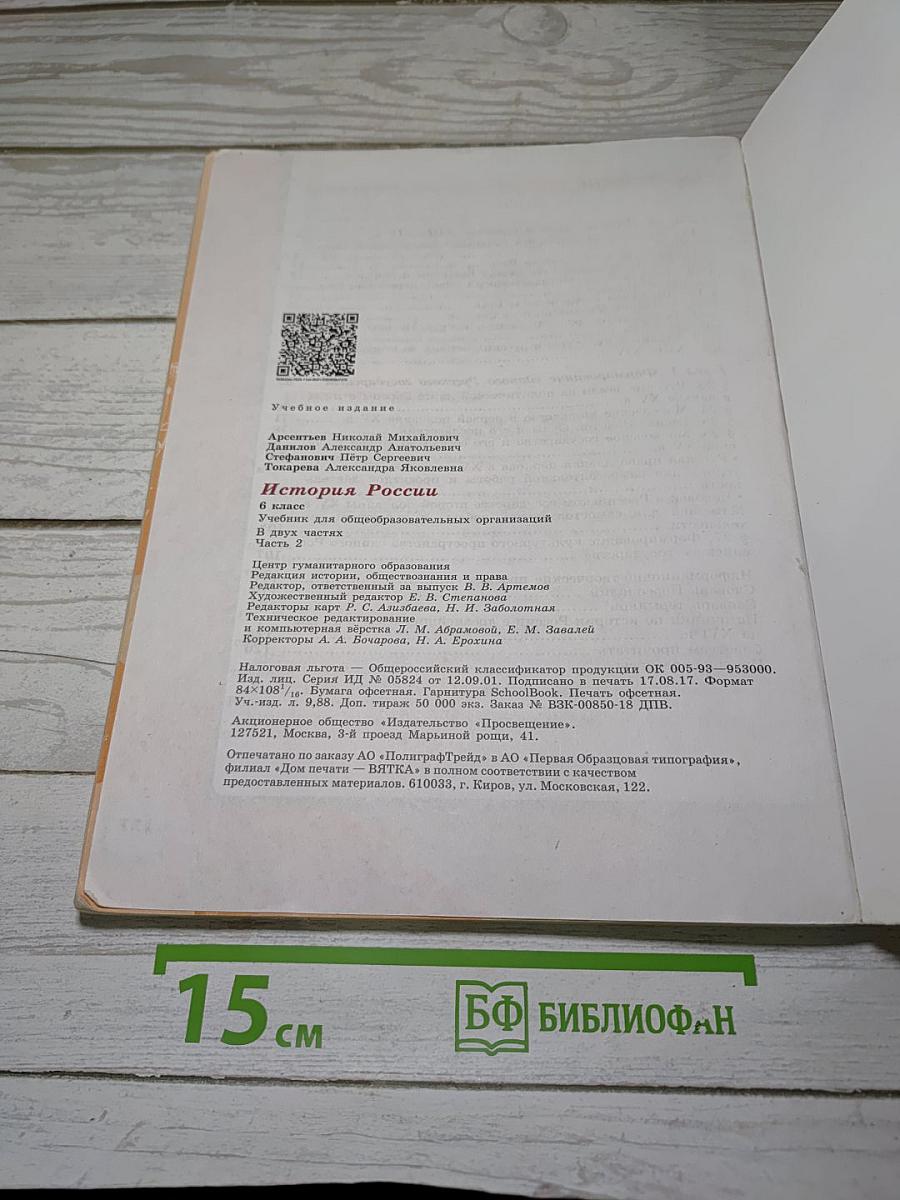 Учебное издание
Арсентьев Николай Михайлович
Данилов Александр Анатольевич
Стефанович Пётр Сергеевич
Токарева Александра Яковлевна
История России
6 класс
Учебник для общеобразовательных организаций
В двух частях
Часть 2
Центр гуманитарного образования
Редакция истории, обществознания и права
Редактор, ответственный за выпуск В. В. Артемов
Художественный редактор Е. В. Степанова
Редакторы карт Р. С. Азизбаева, Н. И. Заболотная
Техническое редактирование
и компьютерная вёрстка Л. М. Абрамовой, Е. М. Завалей
Корректоры А. А. Бочарова, Н. А. Ерохина
Налоговая льгота — Общероссийский классификатор продукции ОК 005-93—953000.
Изд. лиц. Серия ИД № 05824 от 12.09.01. Подписано в печать 17.08.17. Формат
84×108 1/16. Бумага офсетная. Гарнитура SchoolBook. Печать офсетная.
Уч.-изд. л. 9,88. Доп. тираж 50 000 экз. Заказ № ВЗК-00850-18 ДПВ.
Акционерное общество «Издательство «Просвещение».
127521, Москва, 3-й проезд Марьиной рощи, 41.
Отпечатано по заказу АО «ПолиграфТрейд» в АО «Первая Образцовая типография»,
филиал «Дом печати — ВЯТКА» в полном соответствии с качеством
предоставленных материалов. 610033, г. Киров, ул. Московская, 122.
15 см
БФ БИБЛИОФАН